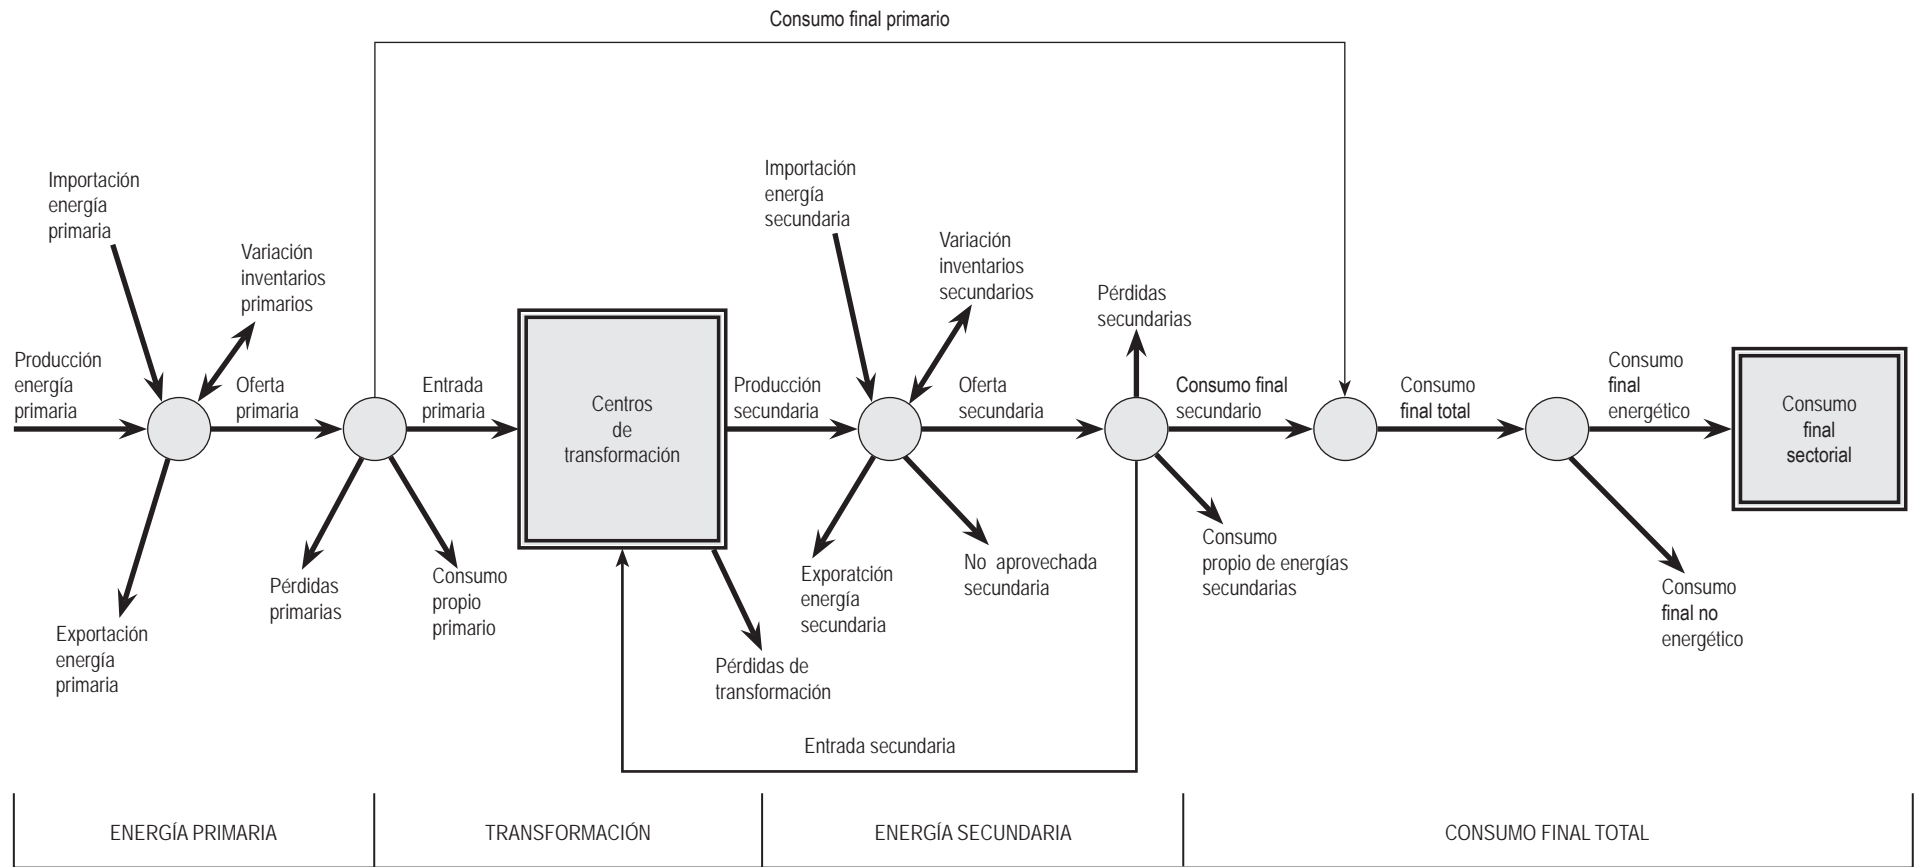 Consumo final primario
Importación
energía
primaria
Variación
inventarios
primarios
Producción
energía
primaria
Oferta
primaria
Entrada
primaria
Exportación
energía
primaria
Pérdidas
primarias
Consumo
propio
primario
Centros
de
transformación
Pérdidas de
transformación
Producción
secundaria
Importación
energía
secundaria
Variación
inventarios
secundarios
Oferta
secundaria
Exporatción
energía
secundaria
No aprovechada
secundaria
Pérdidas
secundarias
Consumo final
secundario
Consumo
propio de energías
secundarias
Entrada secundaria
Consumo
final total
Consumo
final
energético
Consumo
final no
energético
Consumo
final
sectorial
ENERGÍA PRIMARIA
TRANSFORMACIÓN
ENERGÍA SECUNDARIA
CONSUMO FINAL TOTAL